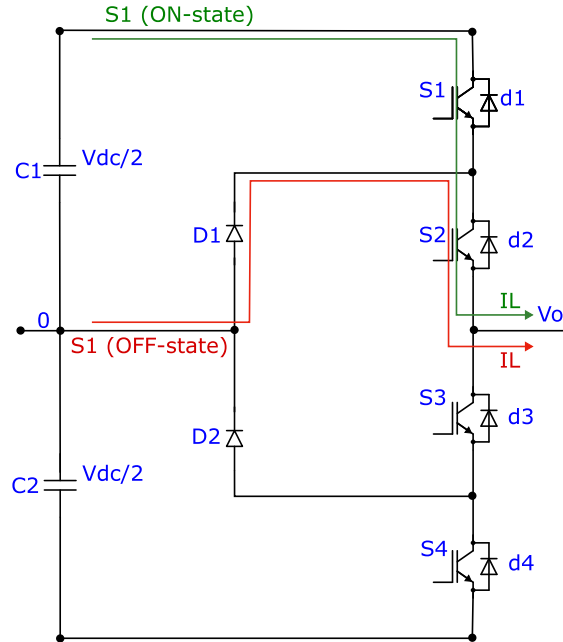 S1 (ON-state)
S1
d1
C1
Vdc/2
D1
S2
d2
IL
0
Vo
S1 (OFF-state)
IL
S3
d3
D2
C2
Vdc/2
S4
d4